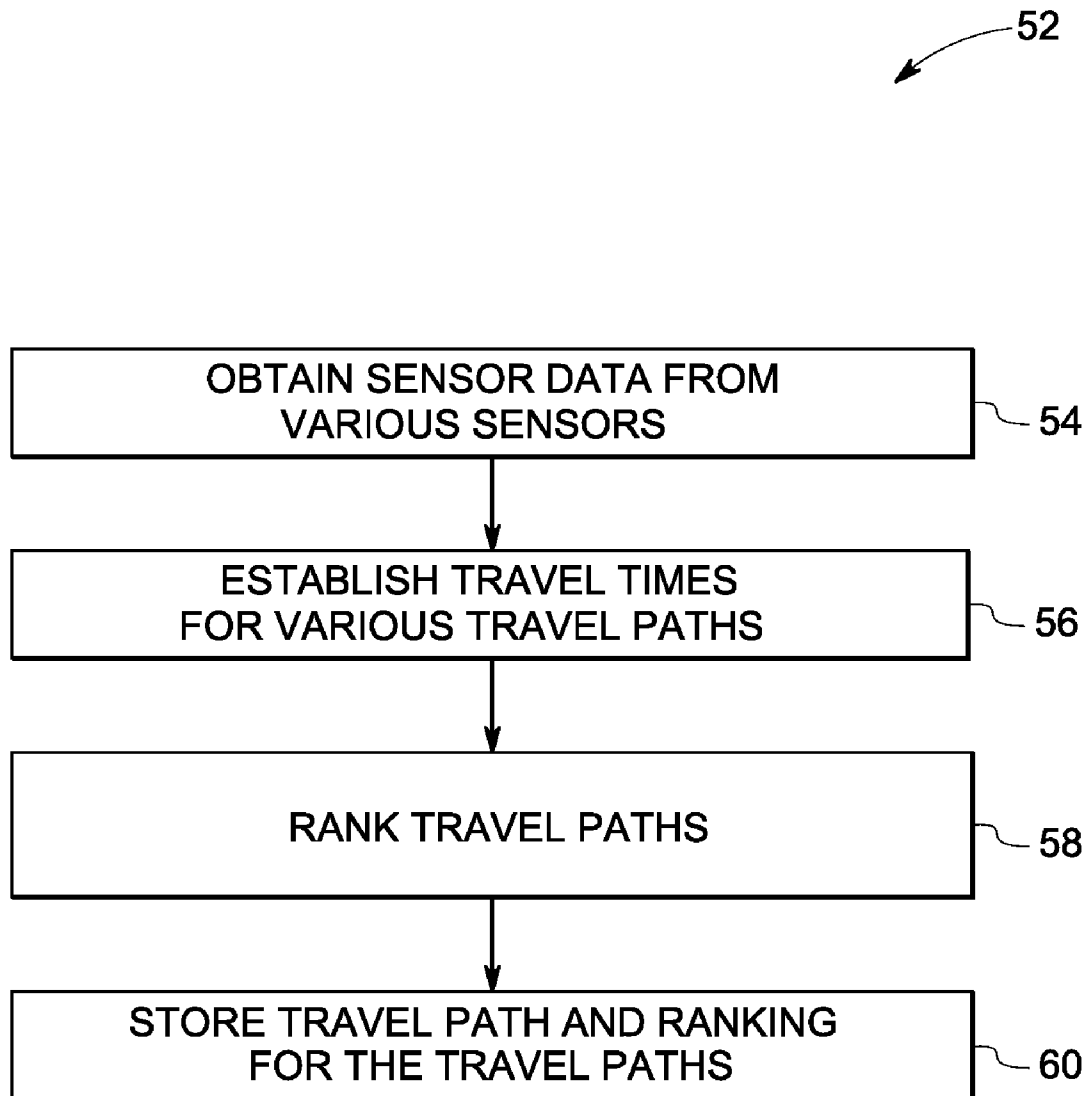 52
OBTAIN SENSOR DATA FROM
VARIOUS SENSORS
54
ESTABLISH TRAVEL TIMES
FOR VARIOUS TRAVEL PATHS
56
RANK TRAVEL PATHS
58
STORE TRAVEL PATH AND RANKING
FOR THE TRAVEL PATHS
60